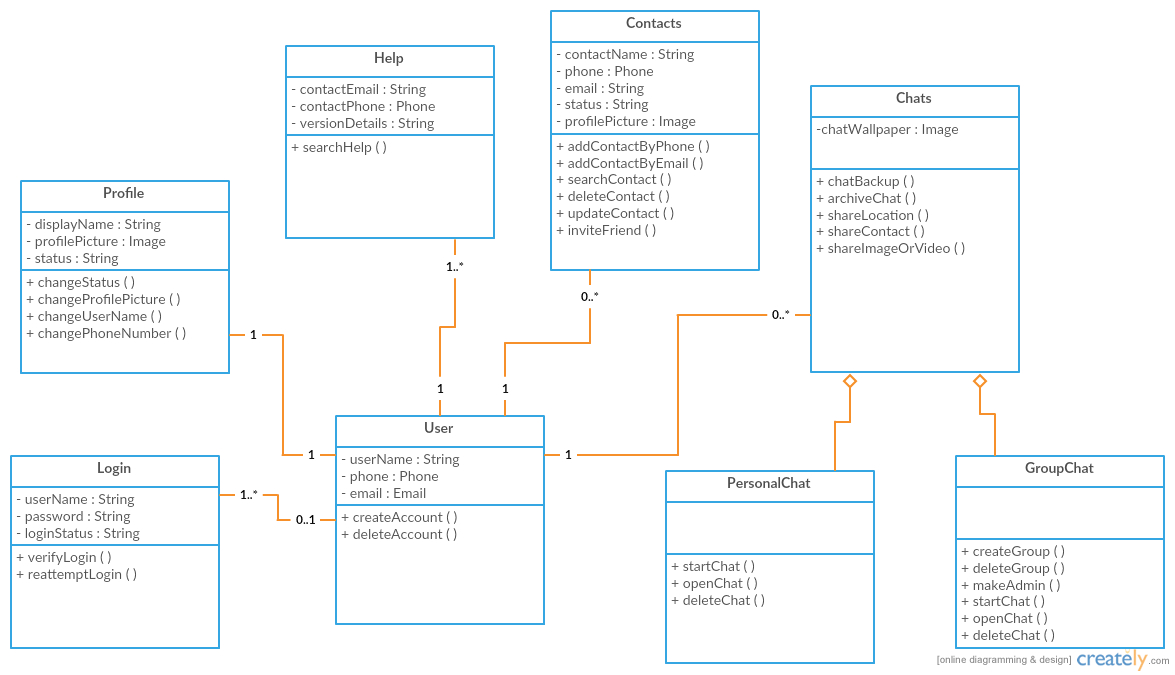 Contacts
- contactName : String
- phone : Phone
- email : String
- status : String
- profilePicture : Image
+ addContactByPhone ( )
+ addContactByEmail ( )
+ searchContact ( )
+ deleteContact ( )
+ updateContact ( )
+ inviteFriend ( )
Help
- contactEmail : String
- contactPhone : Phone
- versionDetails : String
+ searchHelp ( )
Chats
-chatWallpaper : Image
+ chatBackup ( )
+ archiveChat ( )
+ shareLocation ( )
+ shareContact ( )
+ shareImageOrVideo ( )
Profile
- displayName : String
- profilePicture : Image
- status : String
+ changeStatus ( )
+ changeProfilePicture ( )
+ changeUserName ( )
+ changePhoneNumber ( )
1..*
0..*
0..*
1
1
1
1
1
User
- userName : String
- phone : Phone
- email : Email
+ createAccount ( )
+ deleteAccount ( )
Login
- userName : String
- password : String
- loginStatus : String
+ verifyLogin ( )
+ reattemptLogin ( )
1..*
0..1
PersonalChat
+ startChat ( )
+ openChat ( )
+ deleteChat ( )
GroupChat
+ createGroup ( )
+ deleteGroup ( )
+ makeAdmin ( )
+ startChat ( )
+ openChat ( )
+ deleteChat ( )
[online diagramming & design] creately.com